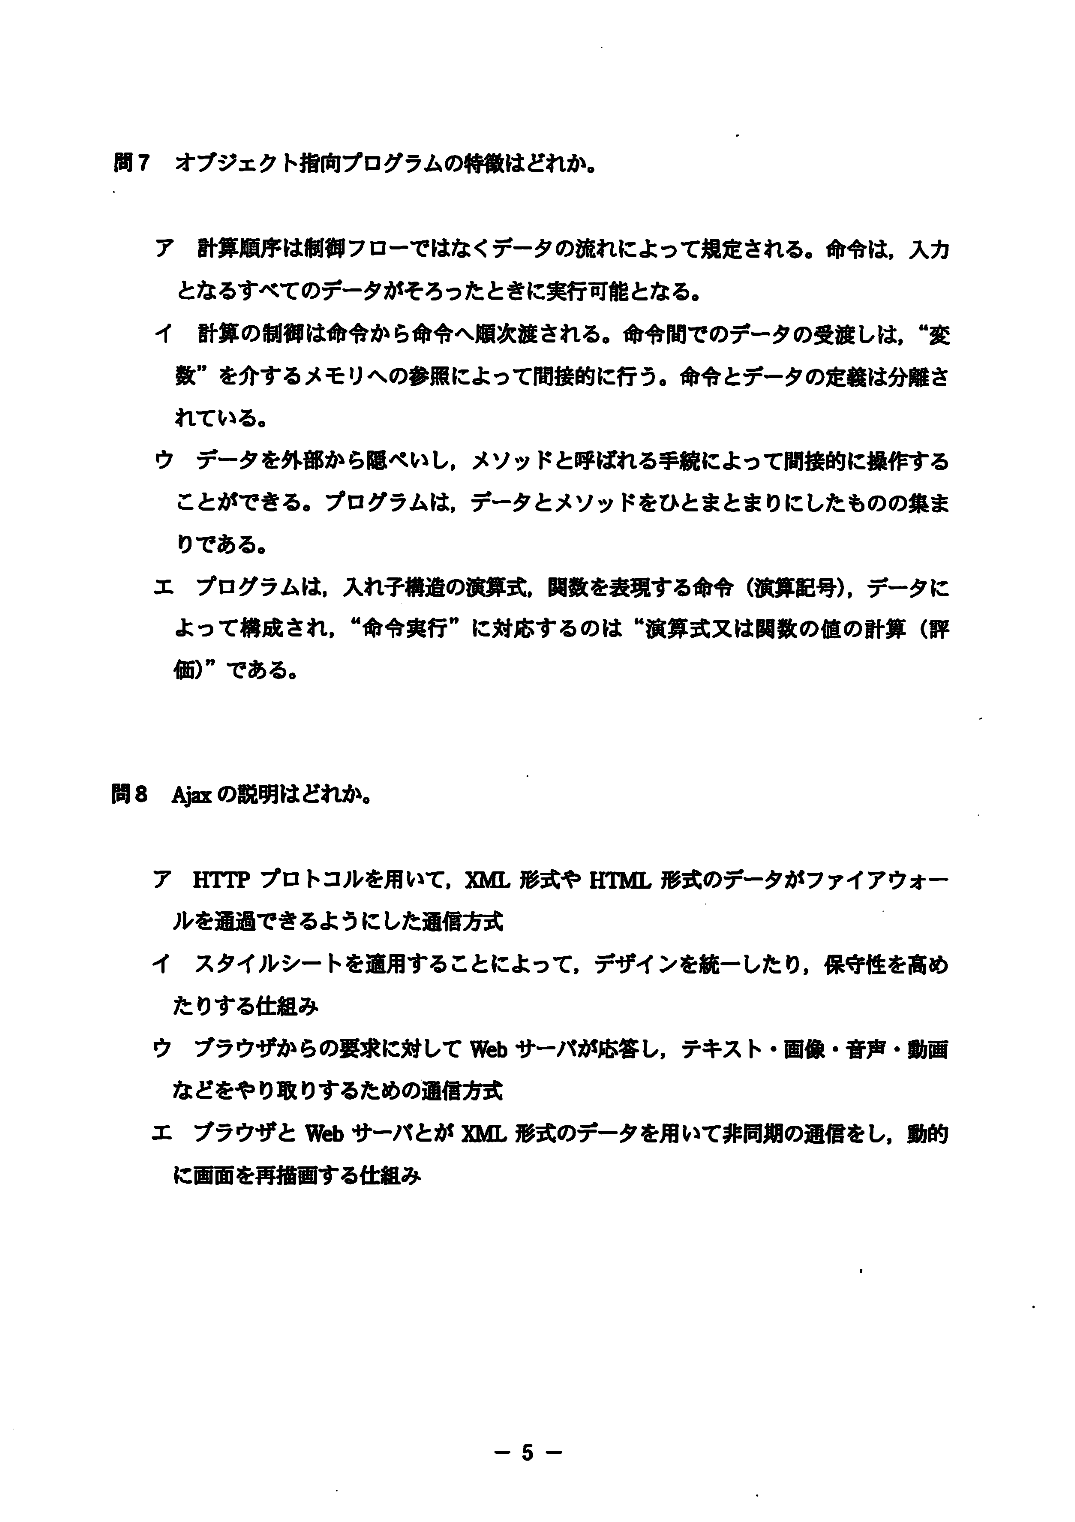 問7 オブジェクト指向プログラムの特徴はどれか。
ア 計算順序は制御フローではなくデータの流れによって規定される。命令は，入力
となるすべてのデータがそろったときに実行可能となる。
イ 計算の制御は命令から命令へ順次渡される。命令間でのデータの受渡しは，“変
数”を介するメモリへの参照によって間接的に行う。命令とデータの定義は分離さ
れている。
ウ データを外部から隠ぺいし，メソッドと呼ばれる手続によって間接的に操作する
ことができる。プログラムは，データとメソッドをひとまとまりにしたものの集ま
りである。
エ プログラムは，入れ子構造の演算式，関数を表現する命令（演算記号），データに
よって構成され，“命令実行”に対応するのは“演算式又は関数の値の計算（評
価）”である。
問8 Ajax の説明はどれか。
ア HTTP プロトコルを用いて，XML 形式や HTML 形式のデータがファイアウォー
ルを通過できるようにした通信方式
イ スタイルシートを適用することによって，デザインを統一したり，保守性を高め
たりする仕組み
ウ ブラウザからの要求に対して Web サーバが応答し，テキスト・画像・音声・動画
などをやり取りするための通信方式
エ ブラウザと Web サーバとが XML 形式のデータを用いて非同期の通信をし，動的
に画面を再描画する仕組み
－ 5 －